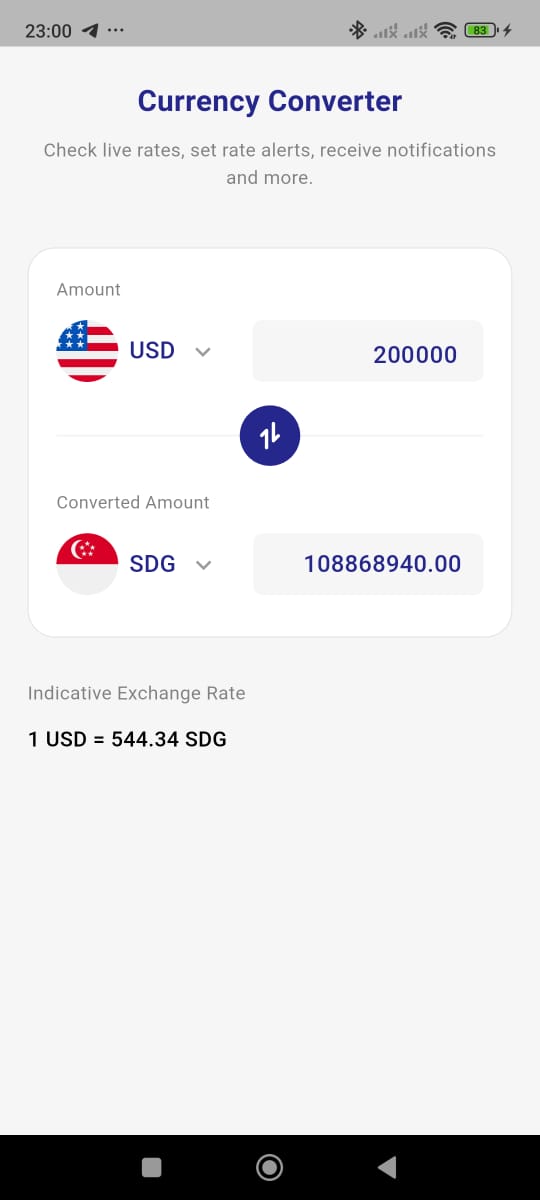 23:00
83
Currency Converter
Check live rates, set rate alerts, receive notifications
and more.
Amount
USD
200000
Converted Amount
SDG
108868940.00
Indicative Exchange Rate
1 USD = 544.34 SDG